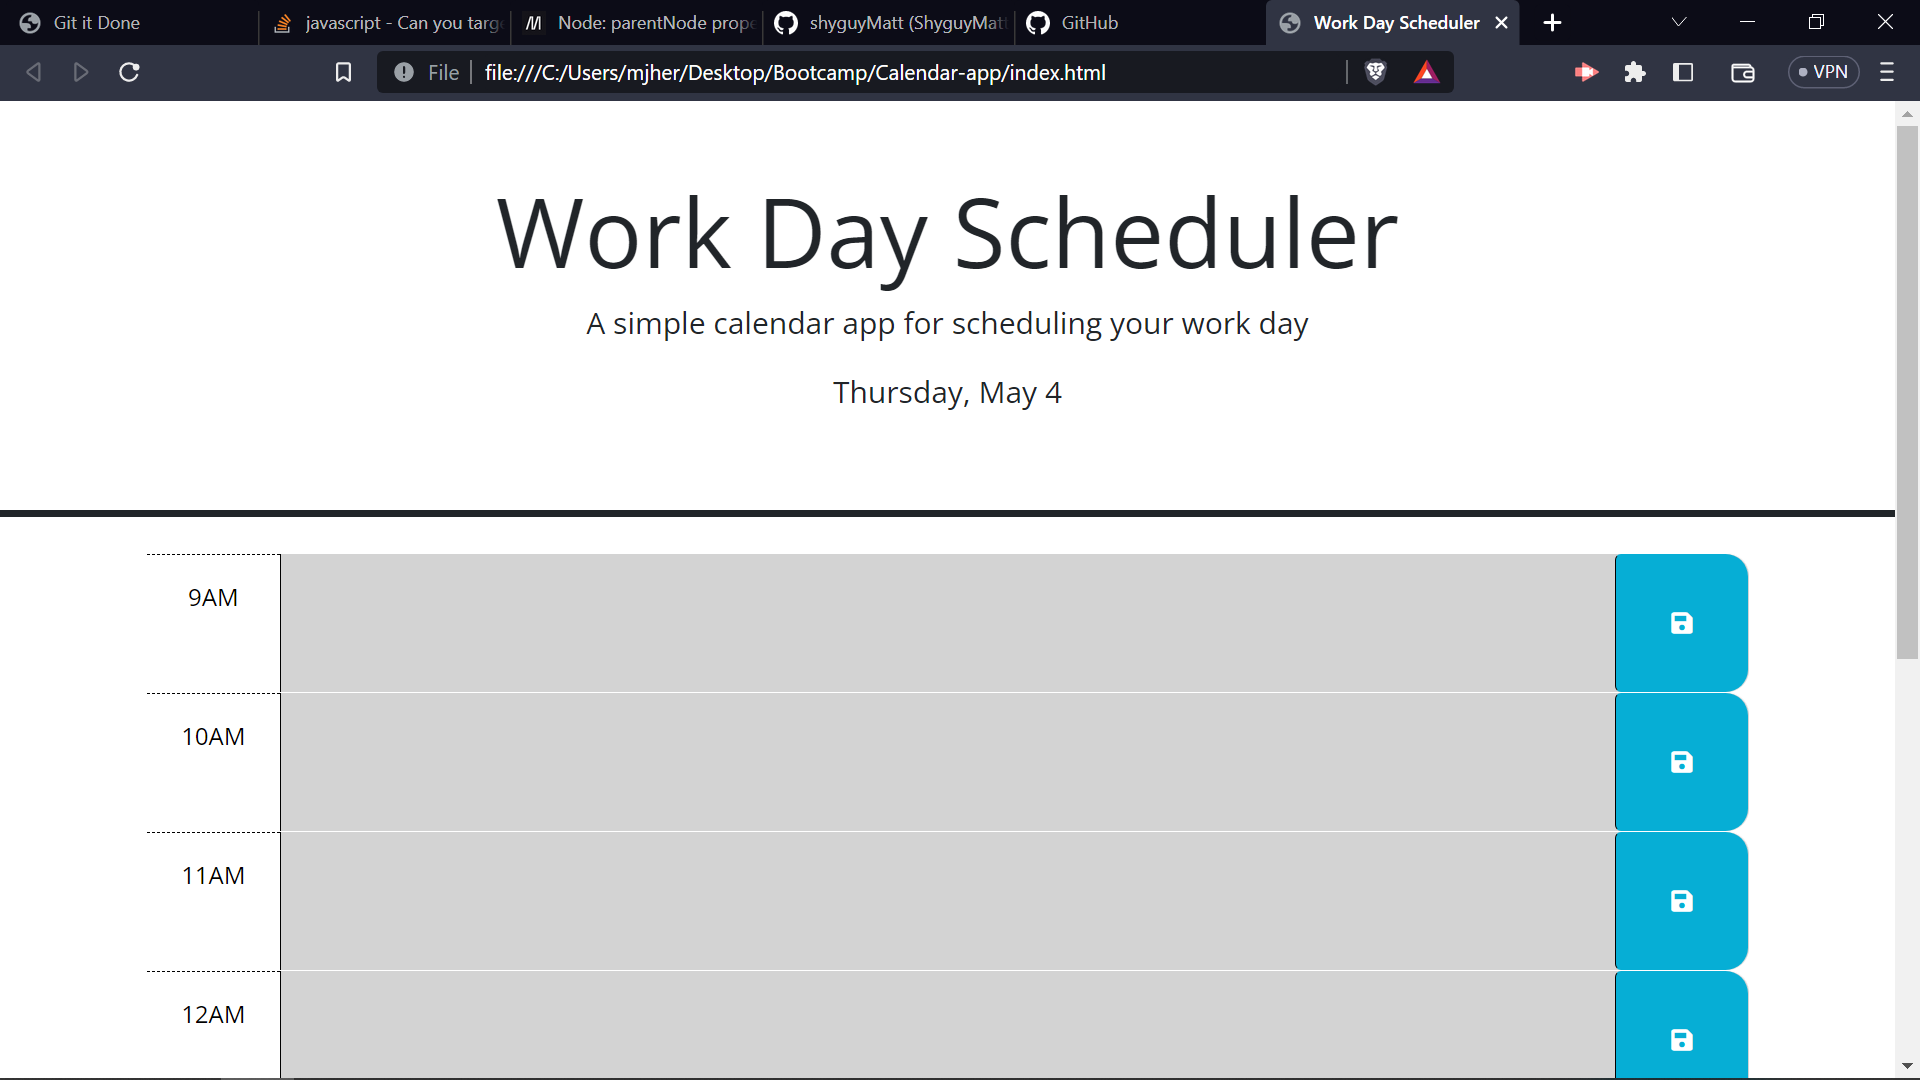 Git it Done
javascript - Can you targ
Node: parentNode prope
shyguyMatt (ShyguyMat
GitHub
Work Day Scheduler
File
file:///C:/Users/mjher/Desktop/Bootcamp/Calendar-app/index.html
VPN
Work Day Scheduler
A simple calendar app for scheduling your work day
Thursday, May 4
9AM
10AM
11AM
12AM